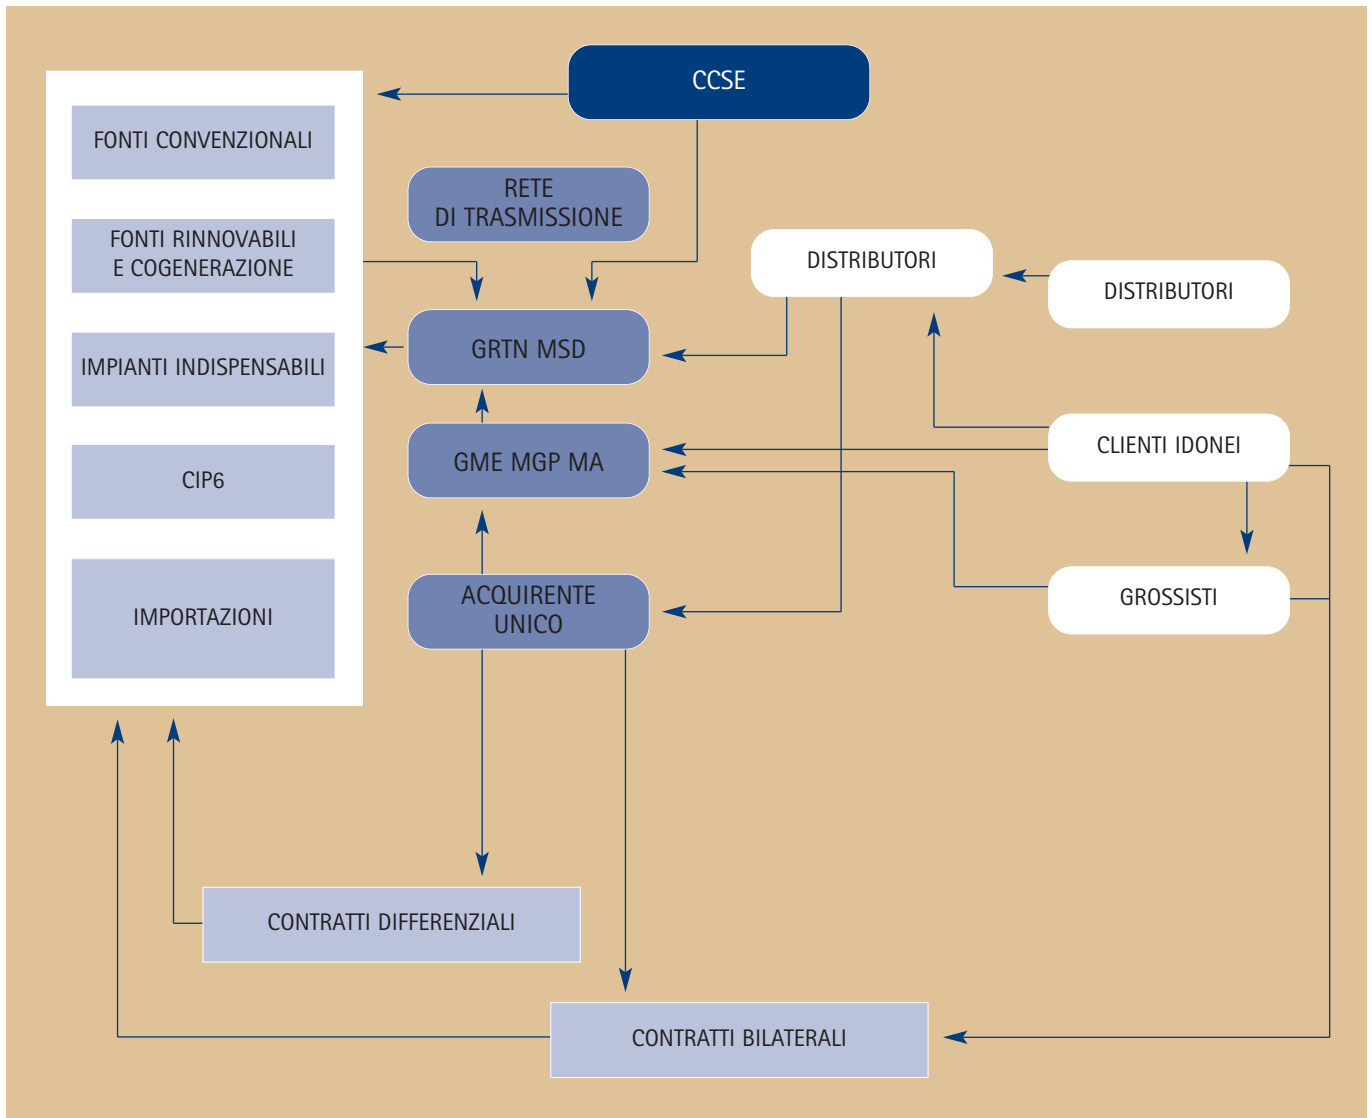 CCSE
FONTI CONVENZIONALI
RETE
DI TRASMISSIONE
FONTI RINNOVABILI
E COGENERAZIONE
DISTRIBUTORI
DISTRIBUTORI
GRTN MSD
IMPIANTI INDISPENSABILI
CLIENTI IDONEI
GME MGP MA
CIP6
ACQUIRENTE
UNICO
GROSSISTI
IMPORTAZIONI
CONTRATTI DIFFERENZIALI
CONTRATTI BILATERALI